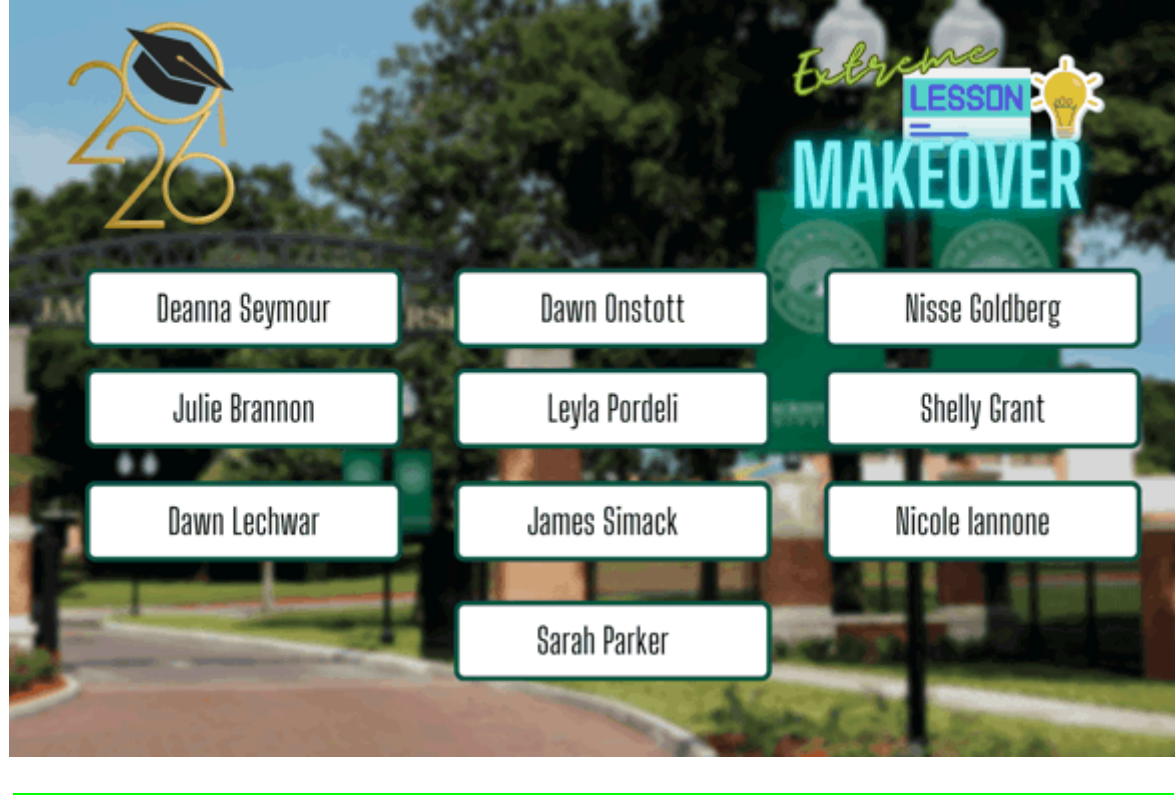 2026
Extreme
LESSON
MAKEOVER
Deanna Seymour
Dawn Onstott
Nisse Goldberg
Julie Brannon
Leyla Pordeli
Shelly Grant
Dawn Lechwar
James Simack
Nicole Iannone
Sarah Parker